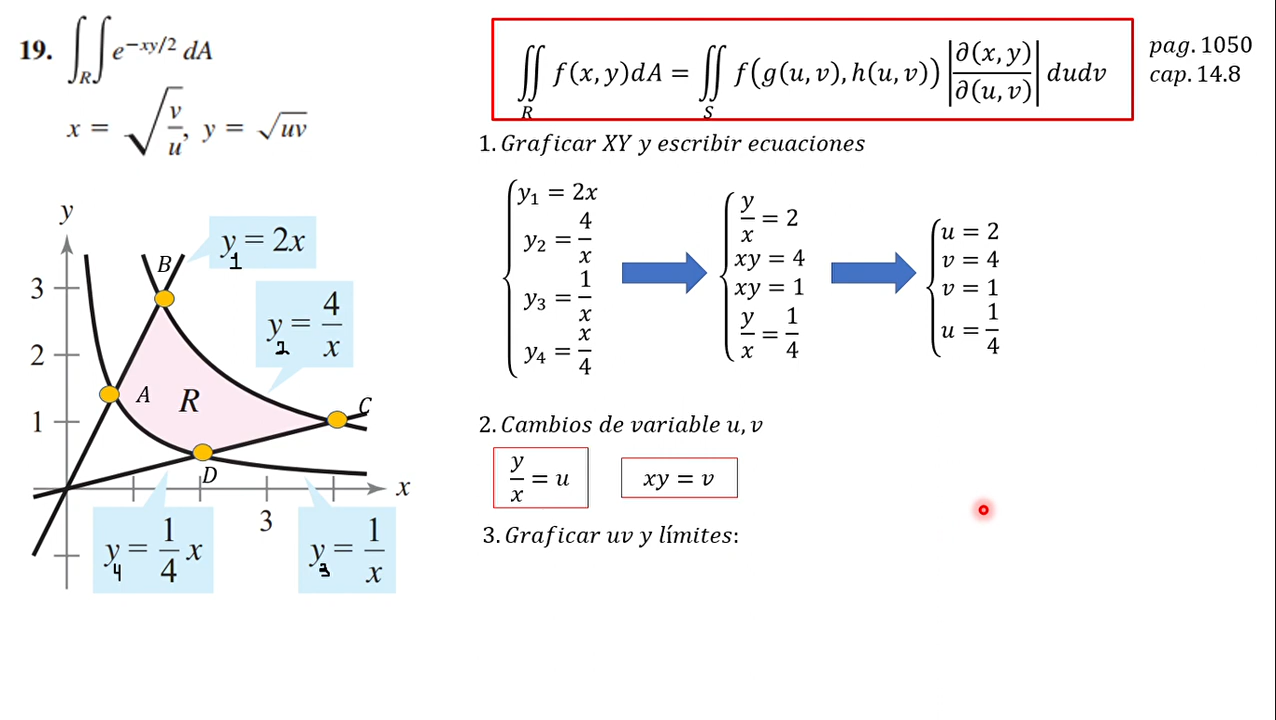 19. ∫∫_R e^{-xy/2} dA
x = √(v/u), y = √(uv)
∬_R f(x, y)dA = ∬_S f(g(u, v), h(u, v)) |∂(x, y)/∂(u, v)| dudv
pag. 1050
cap. 14.8
1. Graficar XY y escribir ecuaciones
y₁ = 2x
y₂ = 4/x
y₃ = 1/x
y₄ = x/4
y/x = 2
xy = 4
xy = 1
y/x = 1/4
u = 2
v = 4
v = 1
u = 1/4
y
y₁ = 2x
B
y₂ = 4/x
3
2
1
A
R
C
D
x
3
y₄ = 1/4 x
y₃ = 1/x
2. Cambios de variable u, v
y/x = u
xy = v
3. Graficar uv y límites: